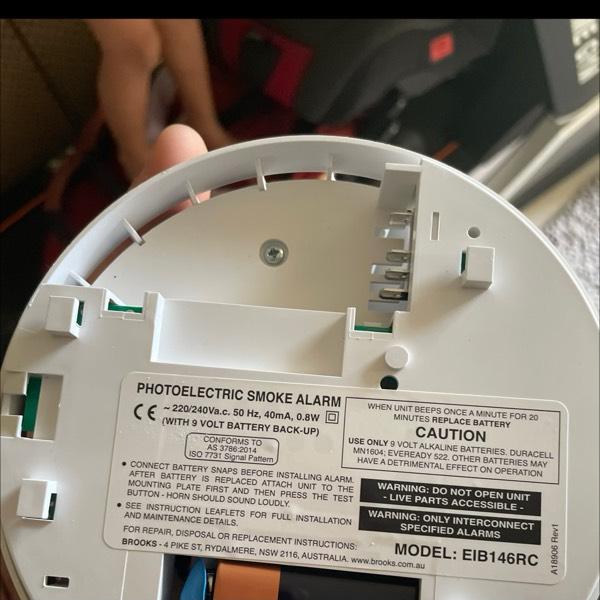 PHOTOELECTRIC SMOKE ALARM
CE ~ 220/240Va.c. 50 Hz, 40mA, 0.8W
(WITH 9 VOLT BATTERY BACK-UP)
CONFORMS TO
AS 3786:2014
ISO 7731 Signal Pattern
• CONNECT BATTERY SNAPS BEFORE INSTALLING ALARM.
AFTER BATTERY IS REPLACED ATTACH UNIT TO THE
MOUNTING PLATE FIRST AND THEN PRESS THE TEST
BUTTON - HORN SHOULD SOUND LOUDLY.
• SEE INSTRUCTION LEAFLETS FOR FULL INSTALLATION
AND MAINTENANCE DETAILS.
FOR REPAIR, DISPOSAL OR REPLACEMENT INSTRUCTIONS:
BROOKS - 4 PIKE ST, RYDALMERE, NSW 2116, AUSTRALIA. www.brooks.com.au
WHEN UNIT BEEPS ONCE A MINUTE FOR 20
MINUTES REPLACE BATTERY
CAUTION
USE ONLY 9 VOLT ALKALINE BATTERIES. DURACELL
MN1604; EVEREADY 522. OTHER BATTERIES MAY
HAVE A DETRIMENTAL EFFECT ON OPERATION
WARNING: DO NOT OPEN UNIT
- LIVE PARTS ACCESSIBLE -
WARNING: ONLY INTERCONNECT
SPECIFIED ALARMS
MODEL: EIB146RC
A18906 Rev1